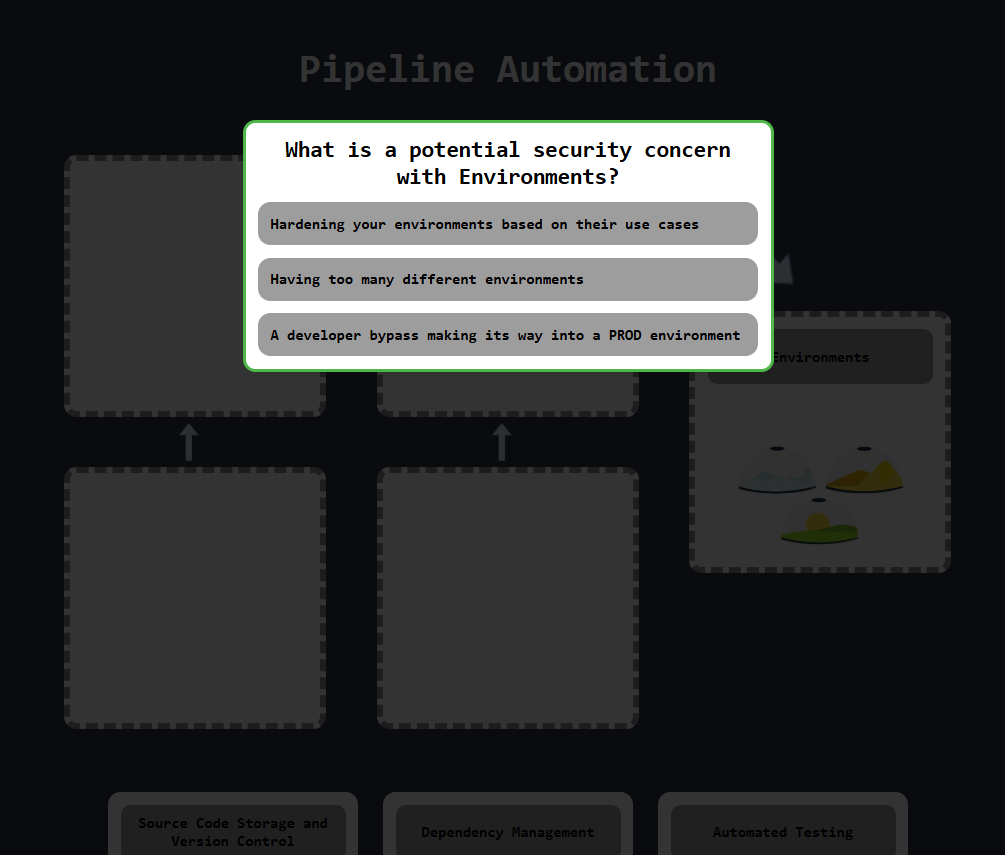 Pipeline Automation
What is a potential security concern
with Environments?
Hardening your environments based on their use cases
Having too many different environments
A developer bypass making its way into a PROD environment
Environments
Source Code Storage and
Version Control
Dependency Management
Automated Testing